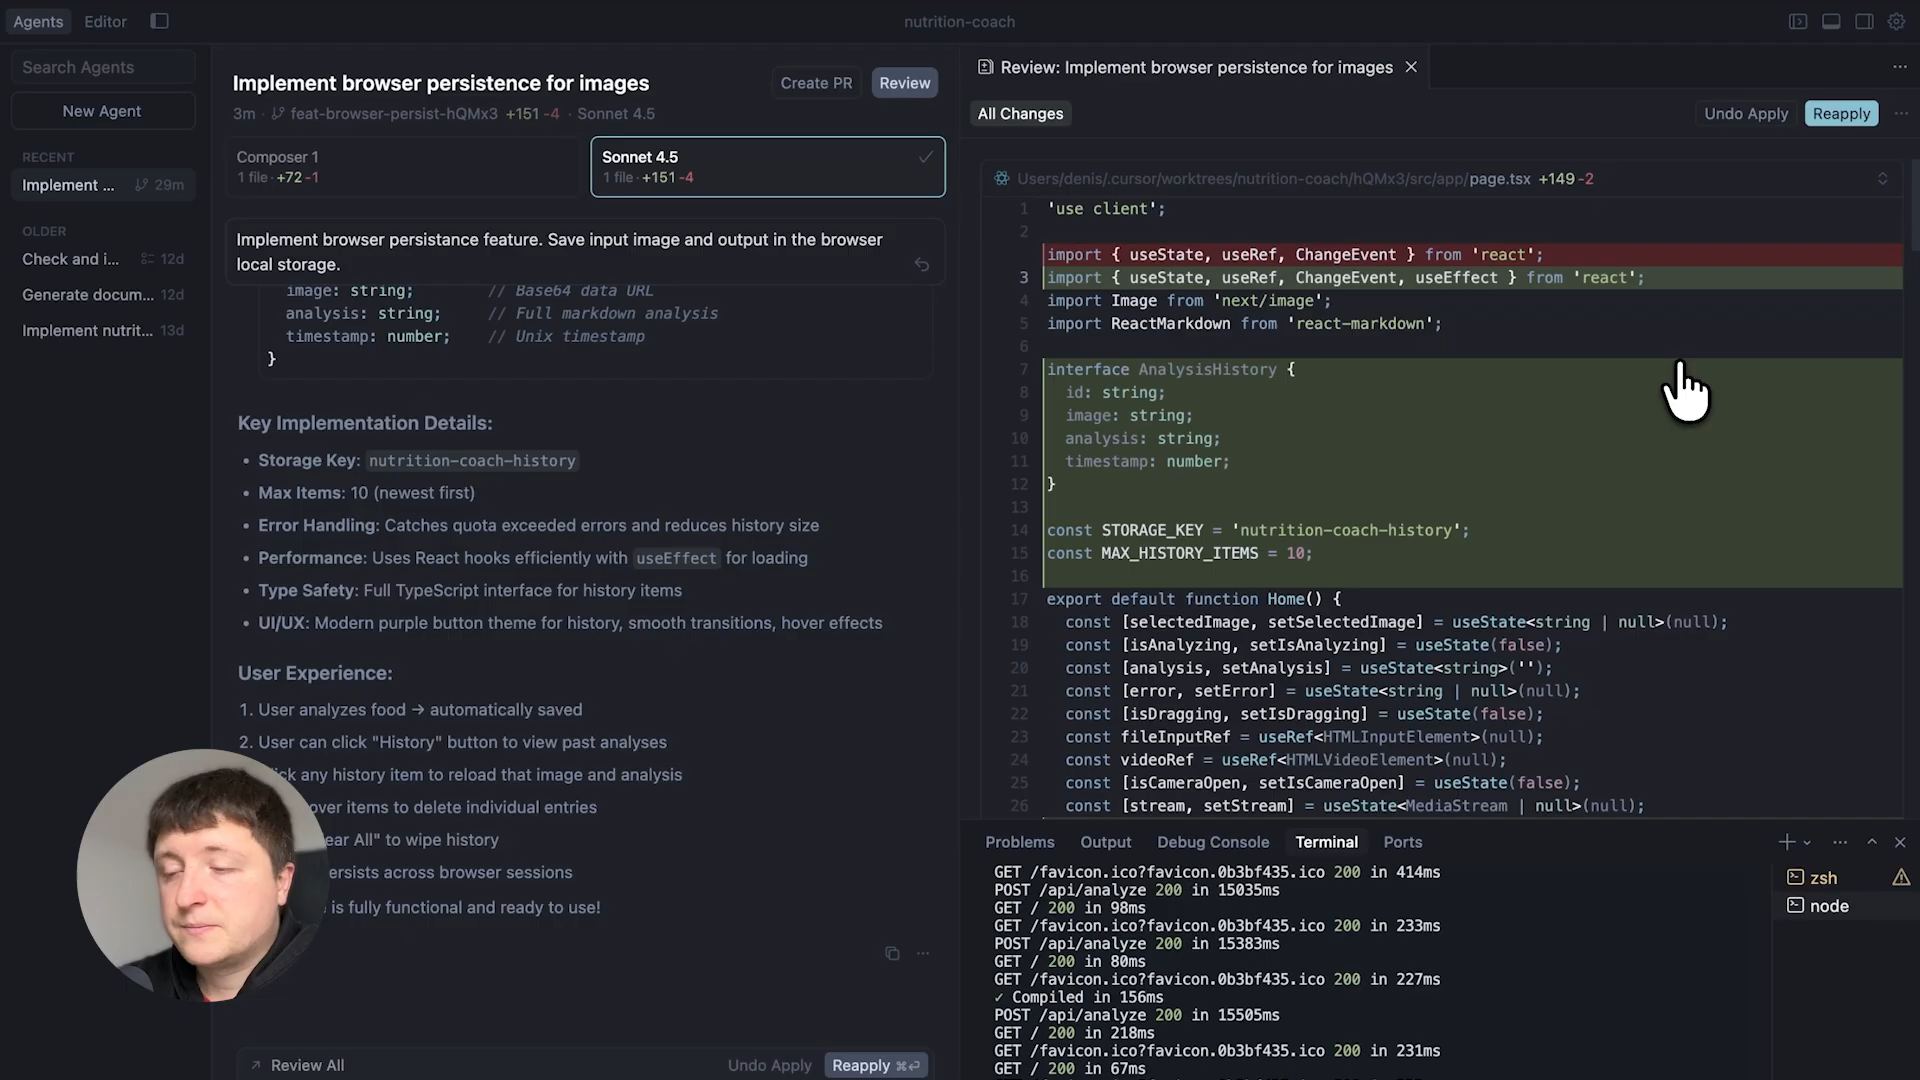 Agents
Editor
nutrition-coach
Search Agents
New Agent
RECENT
Implement ... 29m
OLDER
Check and i... 12d
Generate docum... 12d
Implement nutrit... 13d
Implement browser persistence for images
Create PR
Review
3m · feat-browser-persist-hQMx3 +151 -4 · Sonnet 4.5
Composer 1
1 file · +72 -1
Sonnet 4.5
1 file · +151 -4
Implement browser persistance feature. Save input image and output in the browser
local storage.
image: string; // Base64 data URL
analysis: string; // Full markdown analysis
timestamp: number; // Unix timestamp
}
Key Implementation Details:
• Storage Key: nutrition-coach-history
• Max Items: 10 (newest first)
• Error Handling: Catches quota exceeded errors and reduces history size
• Performance: Uses React hooks efficiently with useEffect for loading
• Type Safety: Full TypeScript interface for history items
• UI/UX: Modern purple button theme for history, smooth transitions, hover effects
User Experience:
1. User analyzes food → automatically saved
2. User can click "History" button to view past analyses
any history item to reload that image and analysis
items to delete individual entries
All" to wipe history
across browser sessions
is fully functional and ready to use!
Review All
Undo Apply
Reapply ⌘⏎
Review: Implement browser persistence for images
All Changes
Undo Apply
Reapply
Users/denis/.cursor/worktrees/nutrition-coach/hQMx3/src/app/page.tsx +149 -2
1 'use client';
2
import { useState, useRef, ChangeEvent } from 'react';
3 import { useState, useRef, ChangeEvent, useEffect } from 'react';
4 import Image from 'next/image';
5 import ReactMarkdown from 'react-markdown';
6
7 interface AnalysisHistory {
8 id: string;
9 image: string;
10 analysis: string;
11 timestamp: number;
12 }
13
14 const STORAGE_KEY = 'nutrition-coach-history';
15 const MAX_HISTORY_ITEMS = 10;
16
17 export default function Home() {
18 const [selectedImage, setSelectedImage] = useState<string | null>(null);
19 const [isAnalyzing, setIsAnalyzing] = useState(false);
20 const [analysis, setAnalysis] = useState<string>('');
21 const [error, setError] = useState<string | null>(null);
22 const [isDragging, setIsDragging] = useState(false);
23 const fileInputRef = useRef<HTMLInputElement>(null);
24 const videoRef = useRef<HTMLVideoElement>(null);
25 const [isCameraOpen, setIsCameraOpen] = useState(false);
26 const [stream, setStream] = useState<MediaStream | null>(null);
Problems
Output
Debug Console
Terminal
Ports
GET /favicon.ico?favicon.0b3bf435.ico 200 in 414ms
POST /api/analyze 200 in 15035ms
GET / 200 in 98ms
GET /favicon.ico?favicon.0b3bf435.ico 200 in 233ms
POST /api/analyze 200 in 15383ms
GET / 200 in 80ms
GET /favicon.ico?favicon.0b3bf435.ico 200 in 227ms
✓ Compiled in 156ms
POST /api/analyze 200 in 15505ms
GET / 200 in 218ms
GET /favicon.ico?favicon.0b3bf435.ico 200 in 231ms
GET / 200 in 67ms
zsh
node